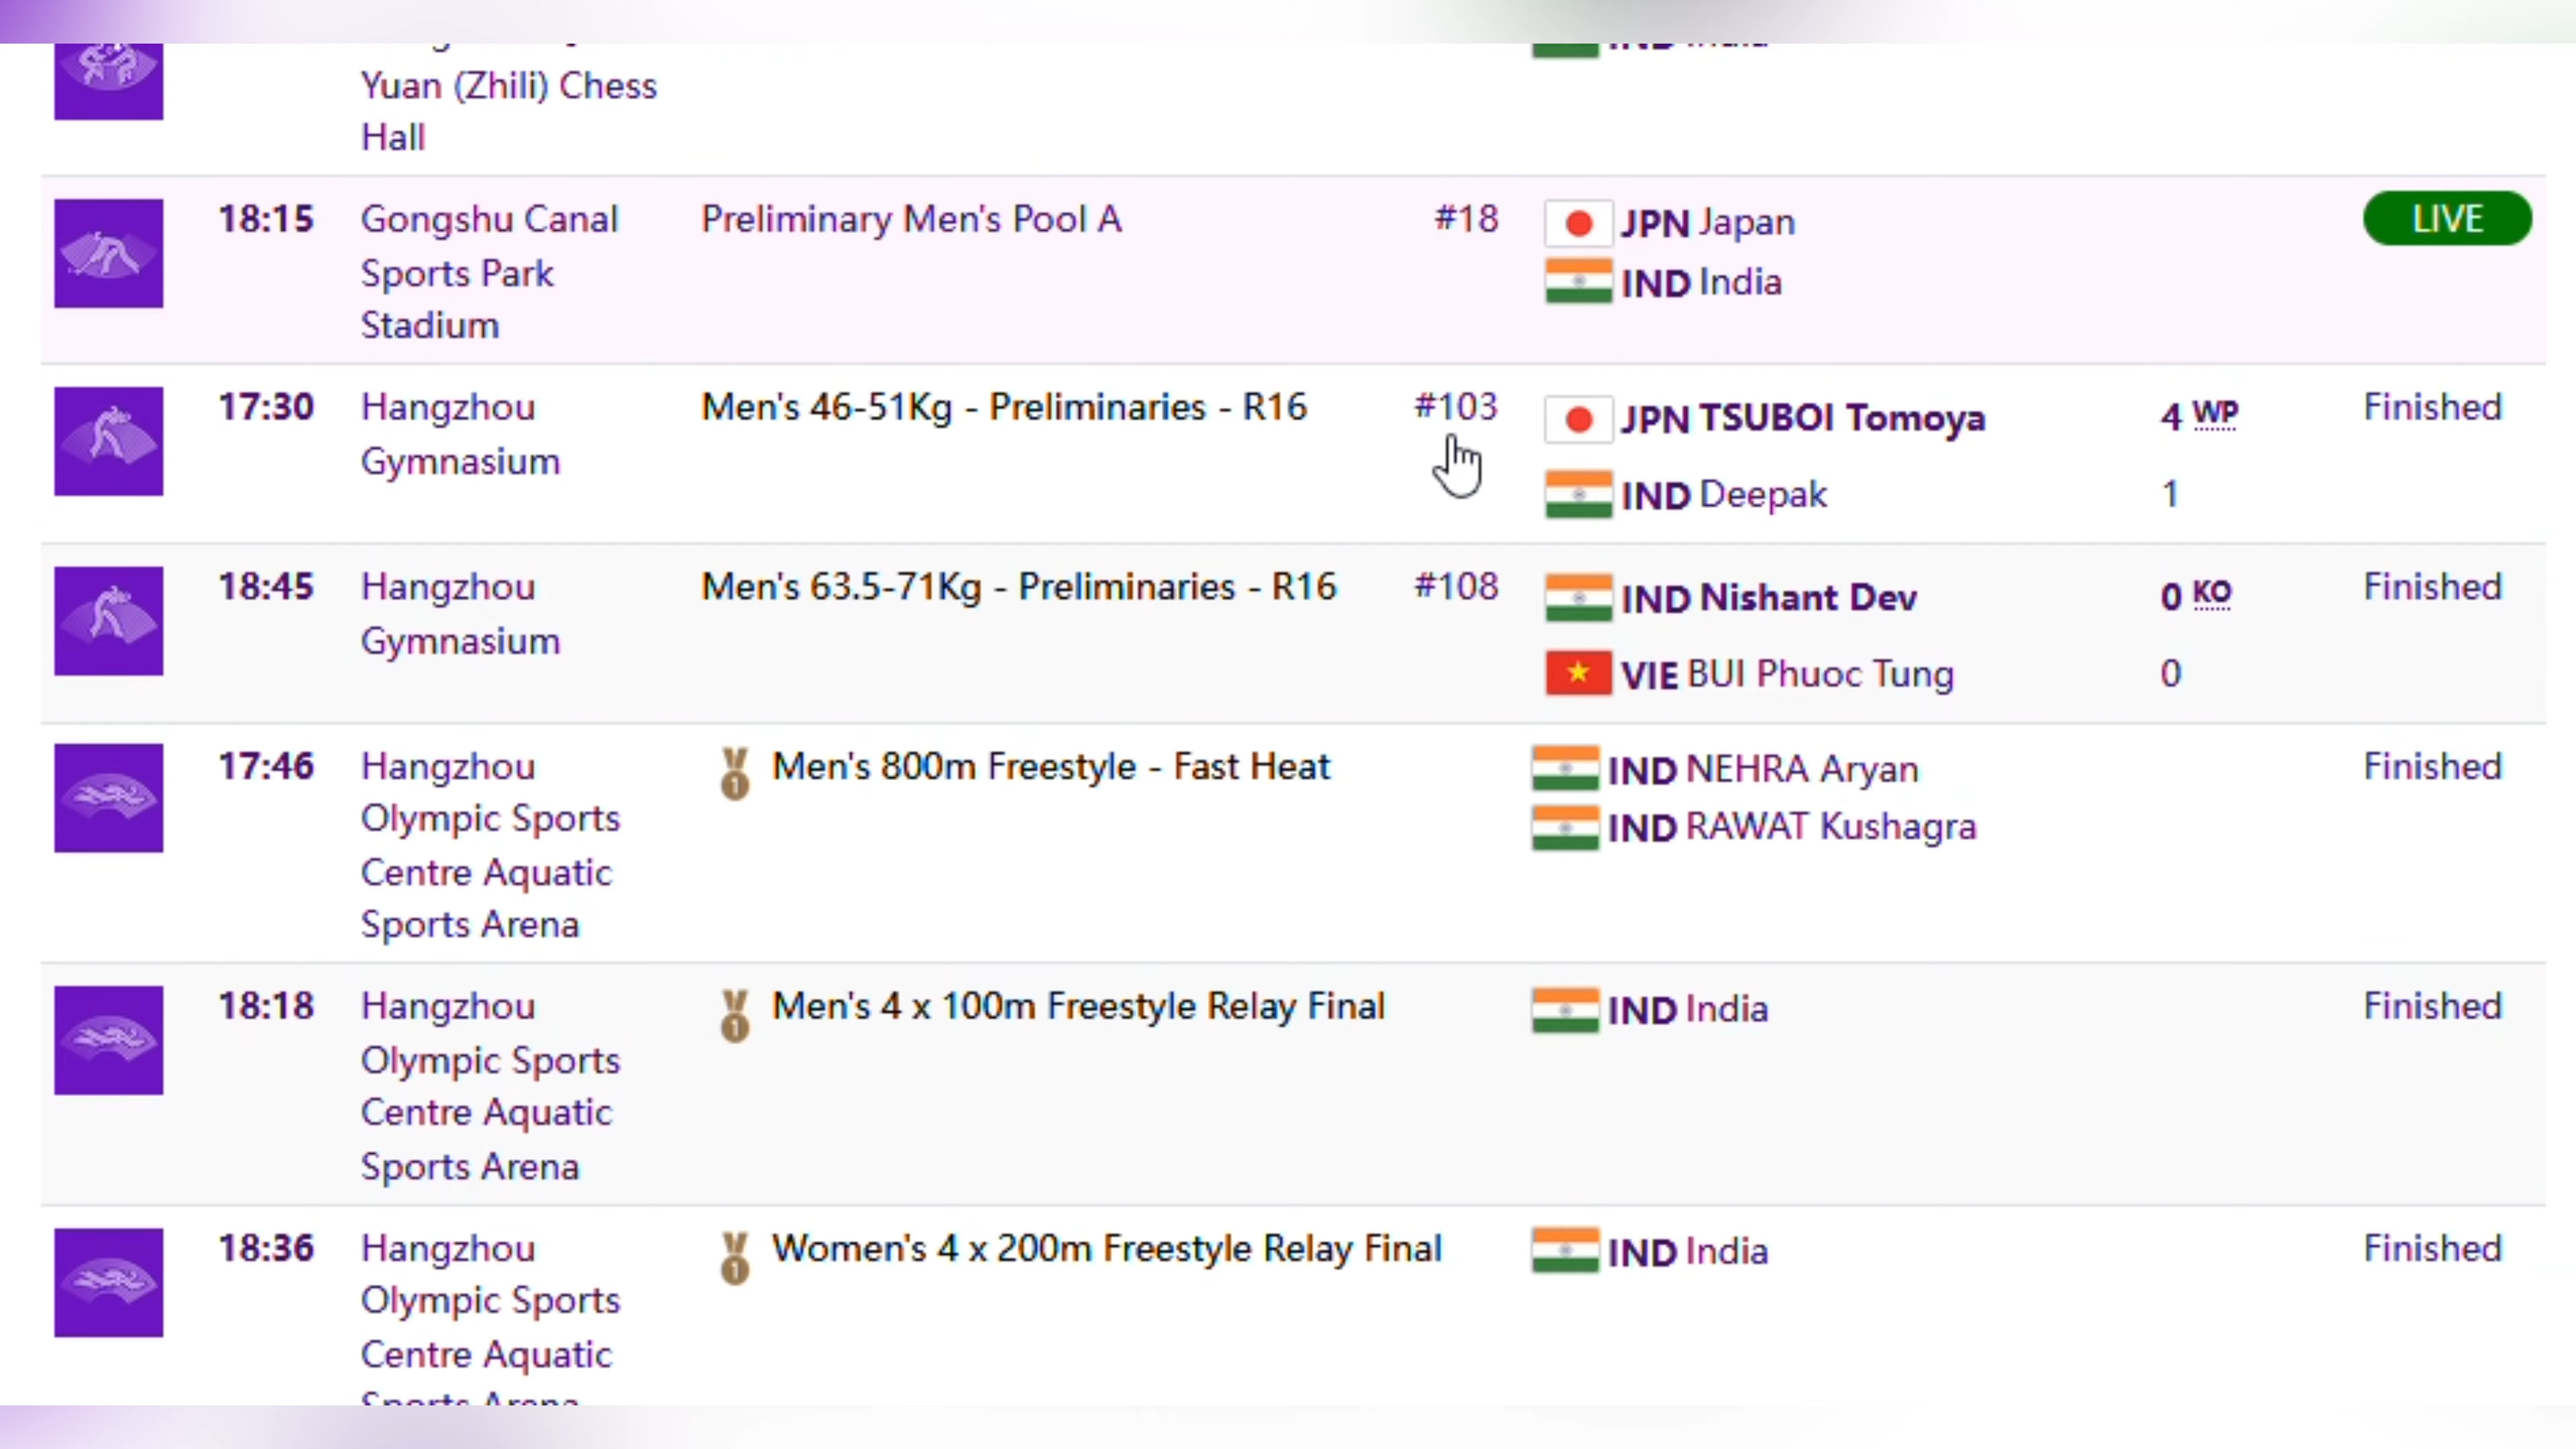 Yuan (Zhili) Chess
Hall
18:15 Gongshu Canal Preliminary Men's Pool A #18 JPN Japan LIVE
Sports Park IND India
Stadium
17:30 Hangzhou Men's 46-51Kg - Preliminaries - R16 #103 JPN TSUBOI Tomoya 4 WP Finished
Gymnasium IND Deepak 1
18:45 Hangzhou Men's 63.5-71Kg - Preliminaries - R16 #108 IND Nishant Dev 0 KO Finished
Gymnasium VIE BUI Phuoc Tung 0
17:46 Hangzhou 1 Men's 800m Freestyle - Fast Heat IND NEHRA Aryan Finished
Olympic Sports IND RAWAT Kushagra
Centre Aquatic
Sports Arena
18:18 Hangzhou 1 Men's 4 x 100m Freestyle Relay Final IND India Finished
Olympic Sports
Centre Aquatic
Sports Arena
18:36 Hangzhou 1 Women's 4 x 200m Freestyle Relay Final IND India Finished
Olympic Sports
Centre Aquatic
Sports Arena